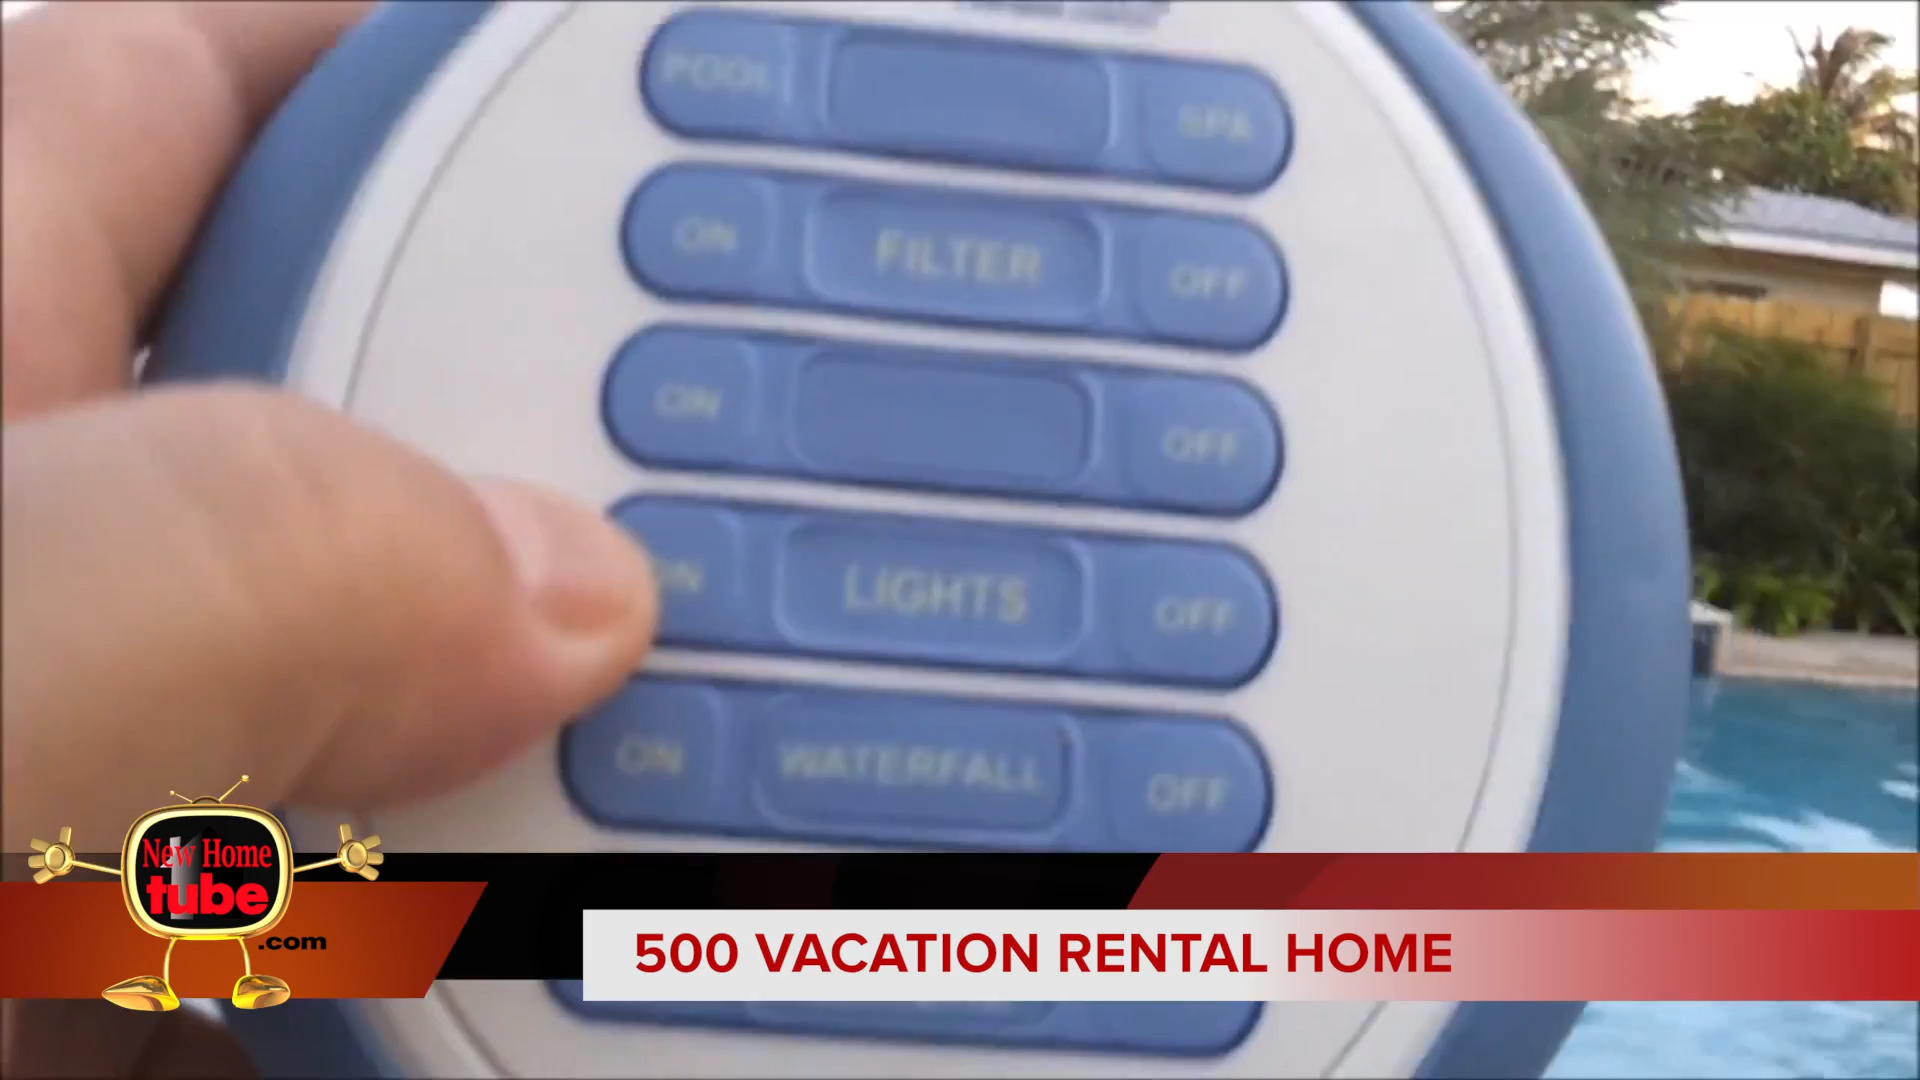 POOL SPA
ON FILTER OFF
ON OFF
ON LIGHTS OFF
ON WATERFALL OFF
New Home
tube
.com
500 VACATION RENTAL HOME